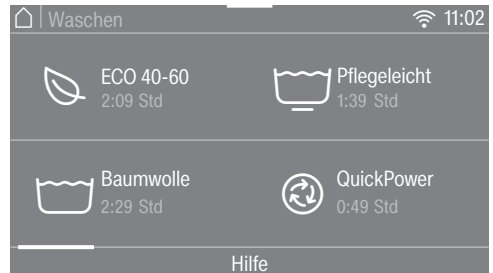 Waschen 11:02
ECO 40-60
2:09 Std
Pflegeleicht
1:39 Std
Baumwolle
2:29 Std
QuickPower
0:49 Std
Hilfe